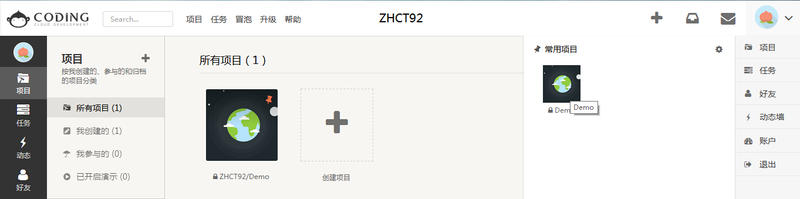 CODING
CLOUD DEVELOPMENT
Search...
项目 任务 冒泡 升级 帮助
ZHCT92
项目
任务
动态
好友
项目
按我创建的、参与的和归档
的项目分类
所有项目 (1)
我创建的 (1)
我参与的 (0)
已开启演示 (0)
所有项目 ( 1 )
ZHCT92/Demo
创建项目
常用项目
Dem
Demo
项目
任务
好友
动态墙
账户
退出